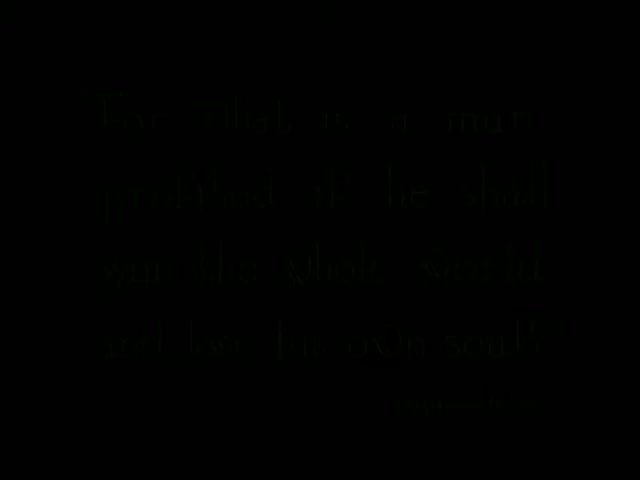 For what is a man
profited if he shall
gain the whole world
and lose his own soul?